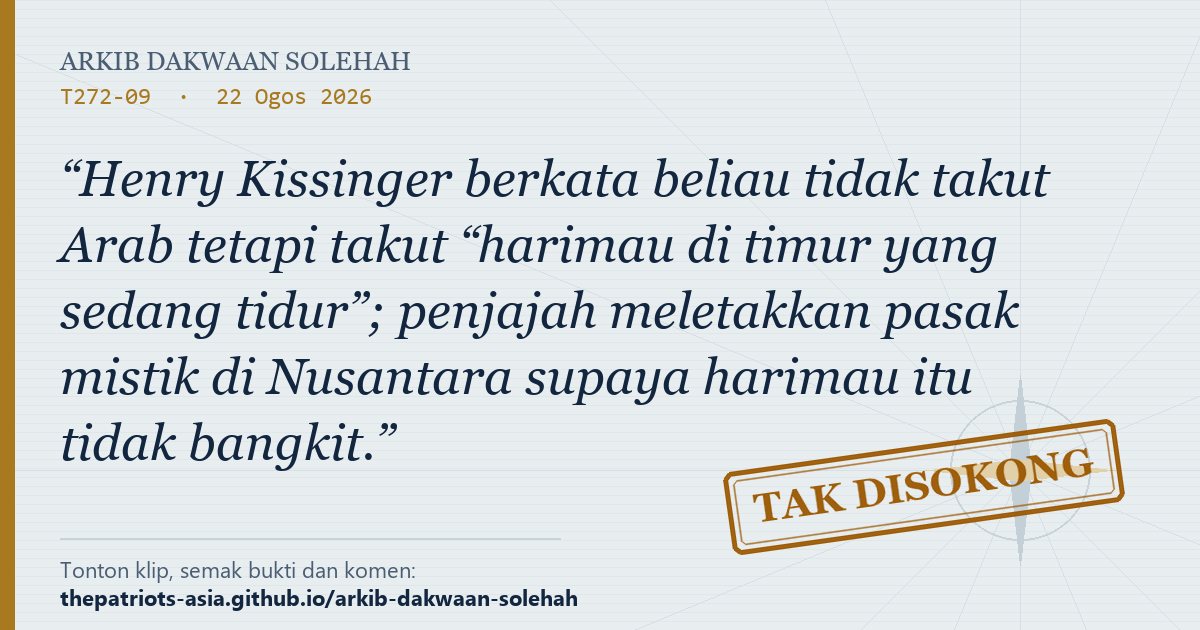 ARKIB DAKWAAN SOLEHAH
T272-09 · 22 Ogos 2026
“Henry Kissinger berkata beliau tidak takut
Arab tetapi takut “harimau di timur yang
sedang tidur”; penjajah meletakkan pasak
mistik di Nusantara supaya harimau itu
tidak bangkit.”
TAK DISOKONG
Tonton klip, semak bukti dan komen:
thepatriots-asia.github.io/arkib-dakwaan-solehah